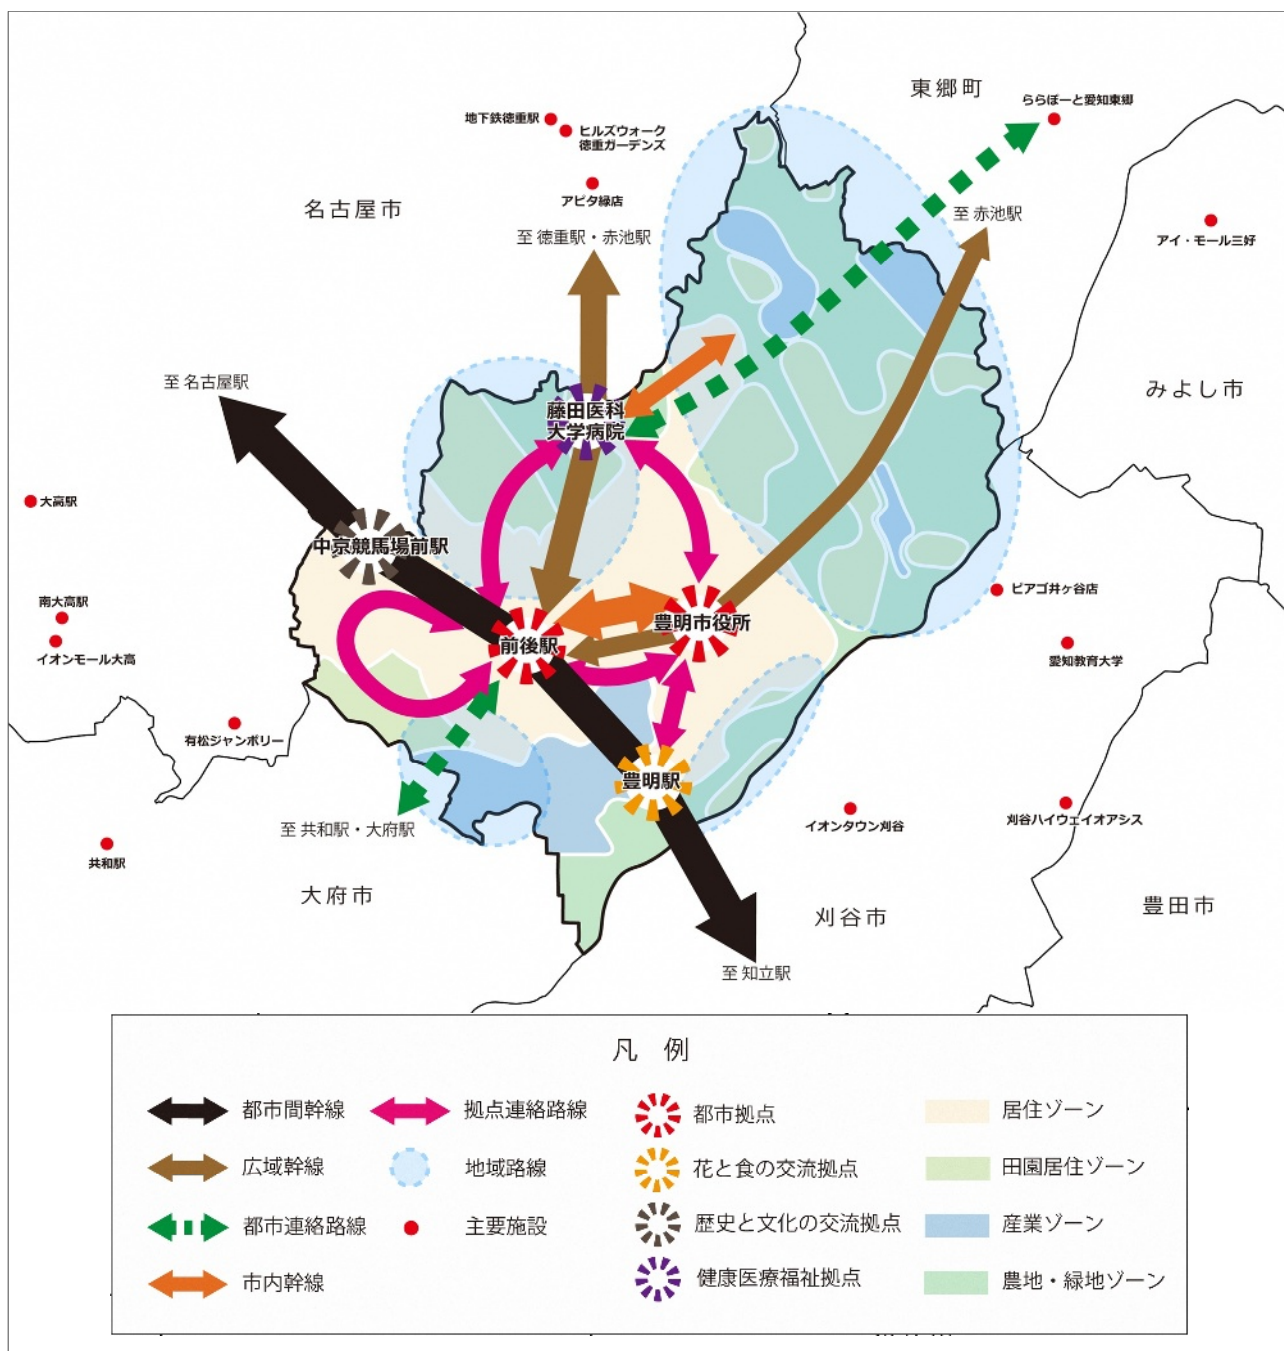 東郷町
ららぽーと愛知東郷
地下鉄徳重駅
ヒルズウォーク
徳重ガーデンズ
アピタ緑店
名古屋市
至 徳重駅・赤池駅
至 赤池駅
アイ・モール三好
至 名古屋駅
みよし市
藤田医科
大学病院
大高駅
中京競馬場前駅
南大高駅
イオンモール大高
ピアゴ井ヶ谷店
豊明市役所
前後駅
愛知教育大学
有松ジャンボリー
豊明駅
至 共和駅・大府駅
イオンタウン刈谷
刈谷ハイウェイオアシス
共和駅
大府市
刈谷市
豊田市
至 知立駅
凡 例
都市間幹線
拠点連絡路線
都市拠点
居住ゾーン
広域幹線
地域路線
花と食の交流拠点
田園居住ゾーン
都市連絡路線
主要施設
歴史と文化の交流拠点
産業ゾーン
市内幹線
健康医療福祉拠点
農地・緑地ゾーン